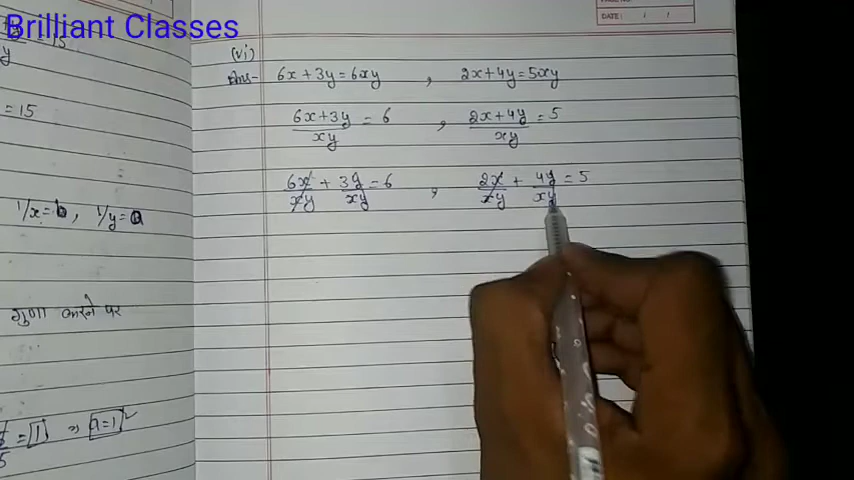 Brilliant Classes
DATE:
y
= 15
1/x=b, 1/y=a
गुणा करने पर
= 1 ⇒ a=1
(vi)
Ans- 6x+3y=6xy , 2x+4y=5xy
6x+3y/xy = 6 , 2x+4y/xy = 5
6x/xy + 3y/xy = 6 , 2x/xy + 4y/xy = 5